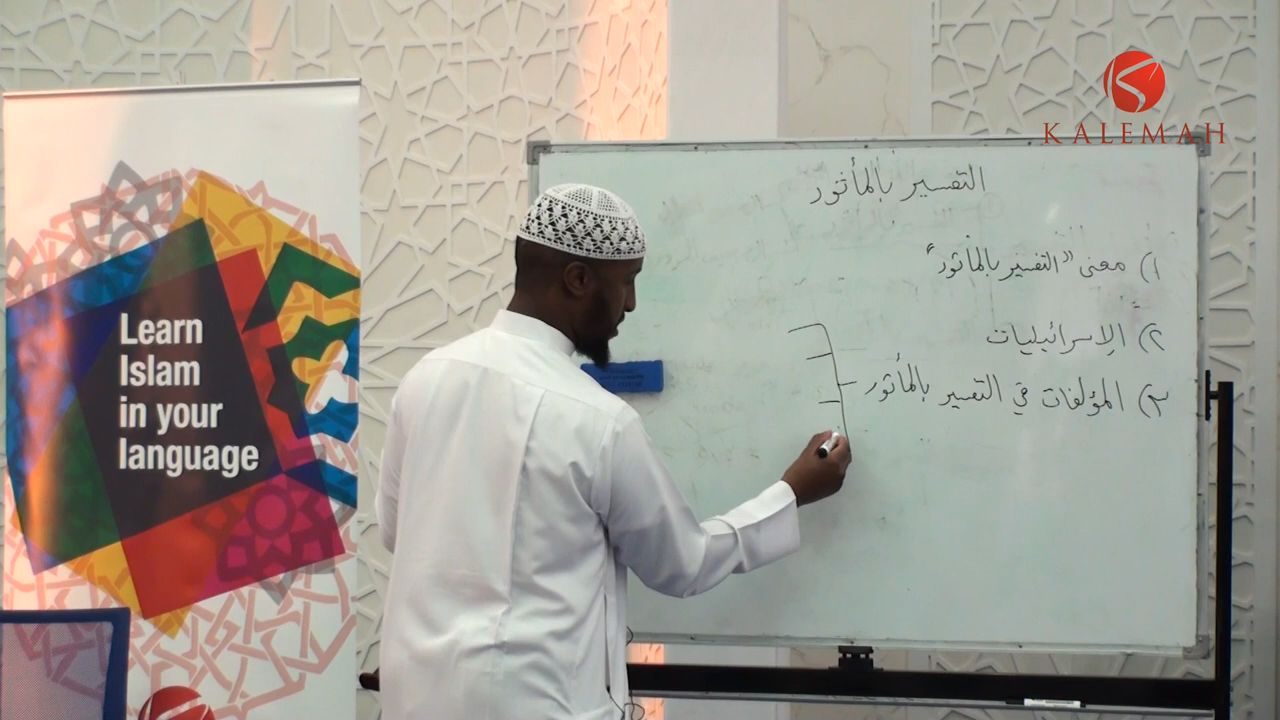 KALEMAH
التفسير بالمأثور
١) معنى "التفسير بالمأثور"
٢) الإسرائيليات
٣) المؤلفات في التفسير بالمأثور
Learn
Islam
in your
language